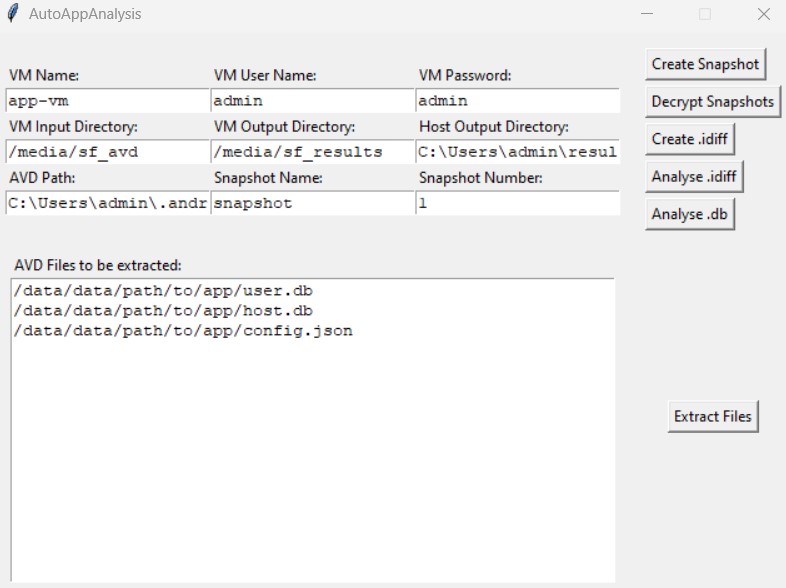 AutoAppAnalysis
VM Name: VM User Name: VM Password:
app-vm admin admin
VM Input Directory: VM Output Directory: Host Output Directory:
/media/sf_avd /media/sf_results C:\Users\admin\resul
AVD Path: Snapshot Name: Snapshot Number:
C:\Users\admin\.andr snapshot 1
Create Snapshot
Decrypt Snapshots
Create .idiff
Analyse .idiff
Analyse .db
AVD Files to be extracted:
/data/data/path/to/app/user.db
/data/data/path/to/app/host.db
/data/data/path/to/app/config.json
Extract Files